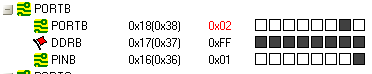 PORTB
PORTB 0x18(0x38) 0x02
DDRB 0x17(0x37) 0xFF
PINB 0x16(0x36) 0x01